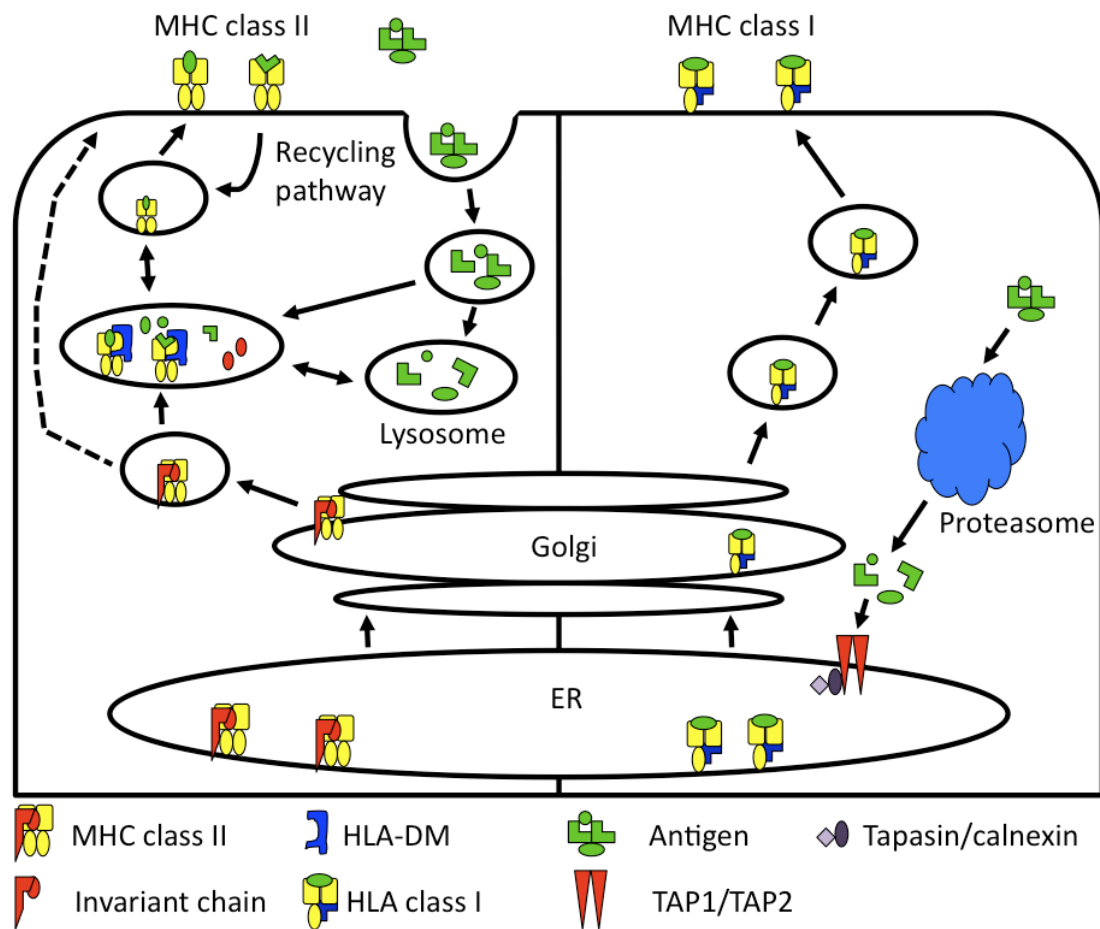 MHC class II
MHC class I
Recycling
pathway
Lysosome
Proteasome
Golgi
ER
MHC class II
HLA-DM
Antigen
Tapasin/calnexin
Invariant chain
HLA class I
TAP1/TAP2